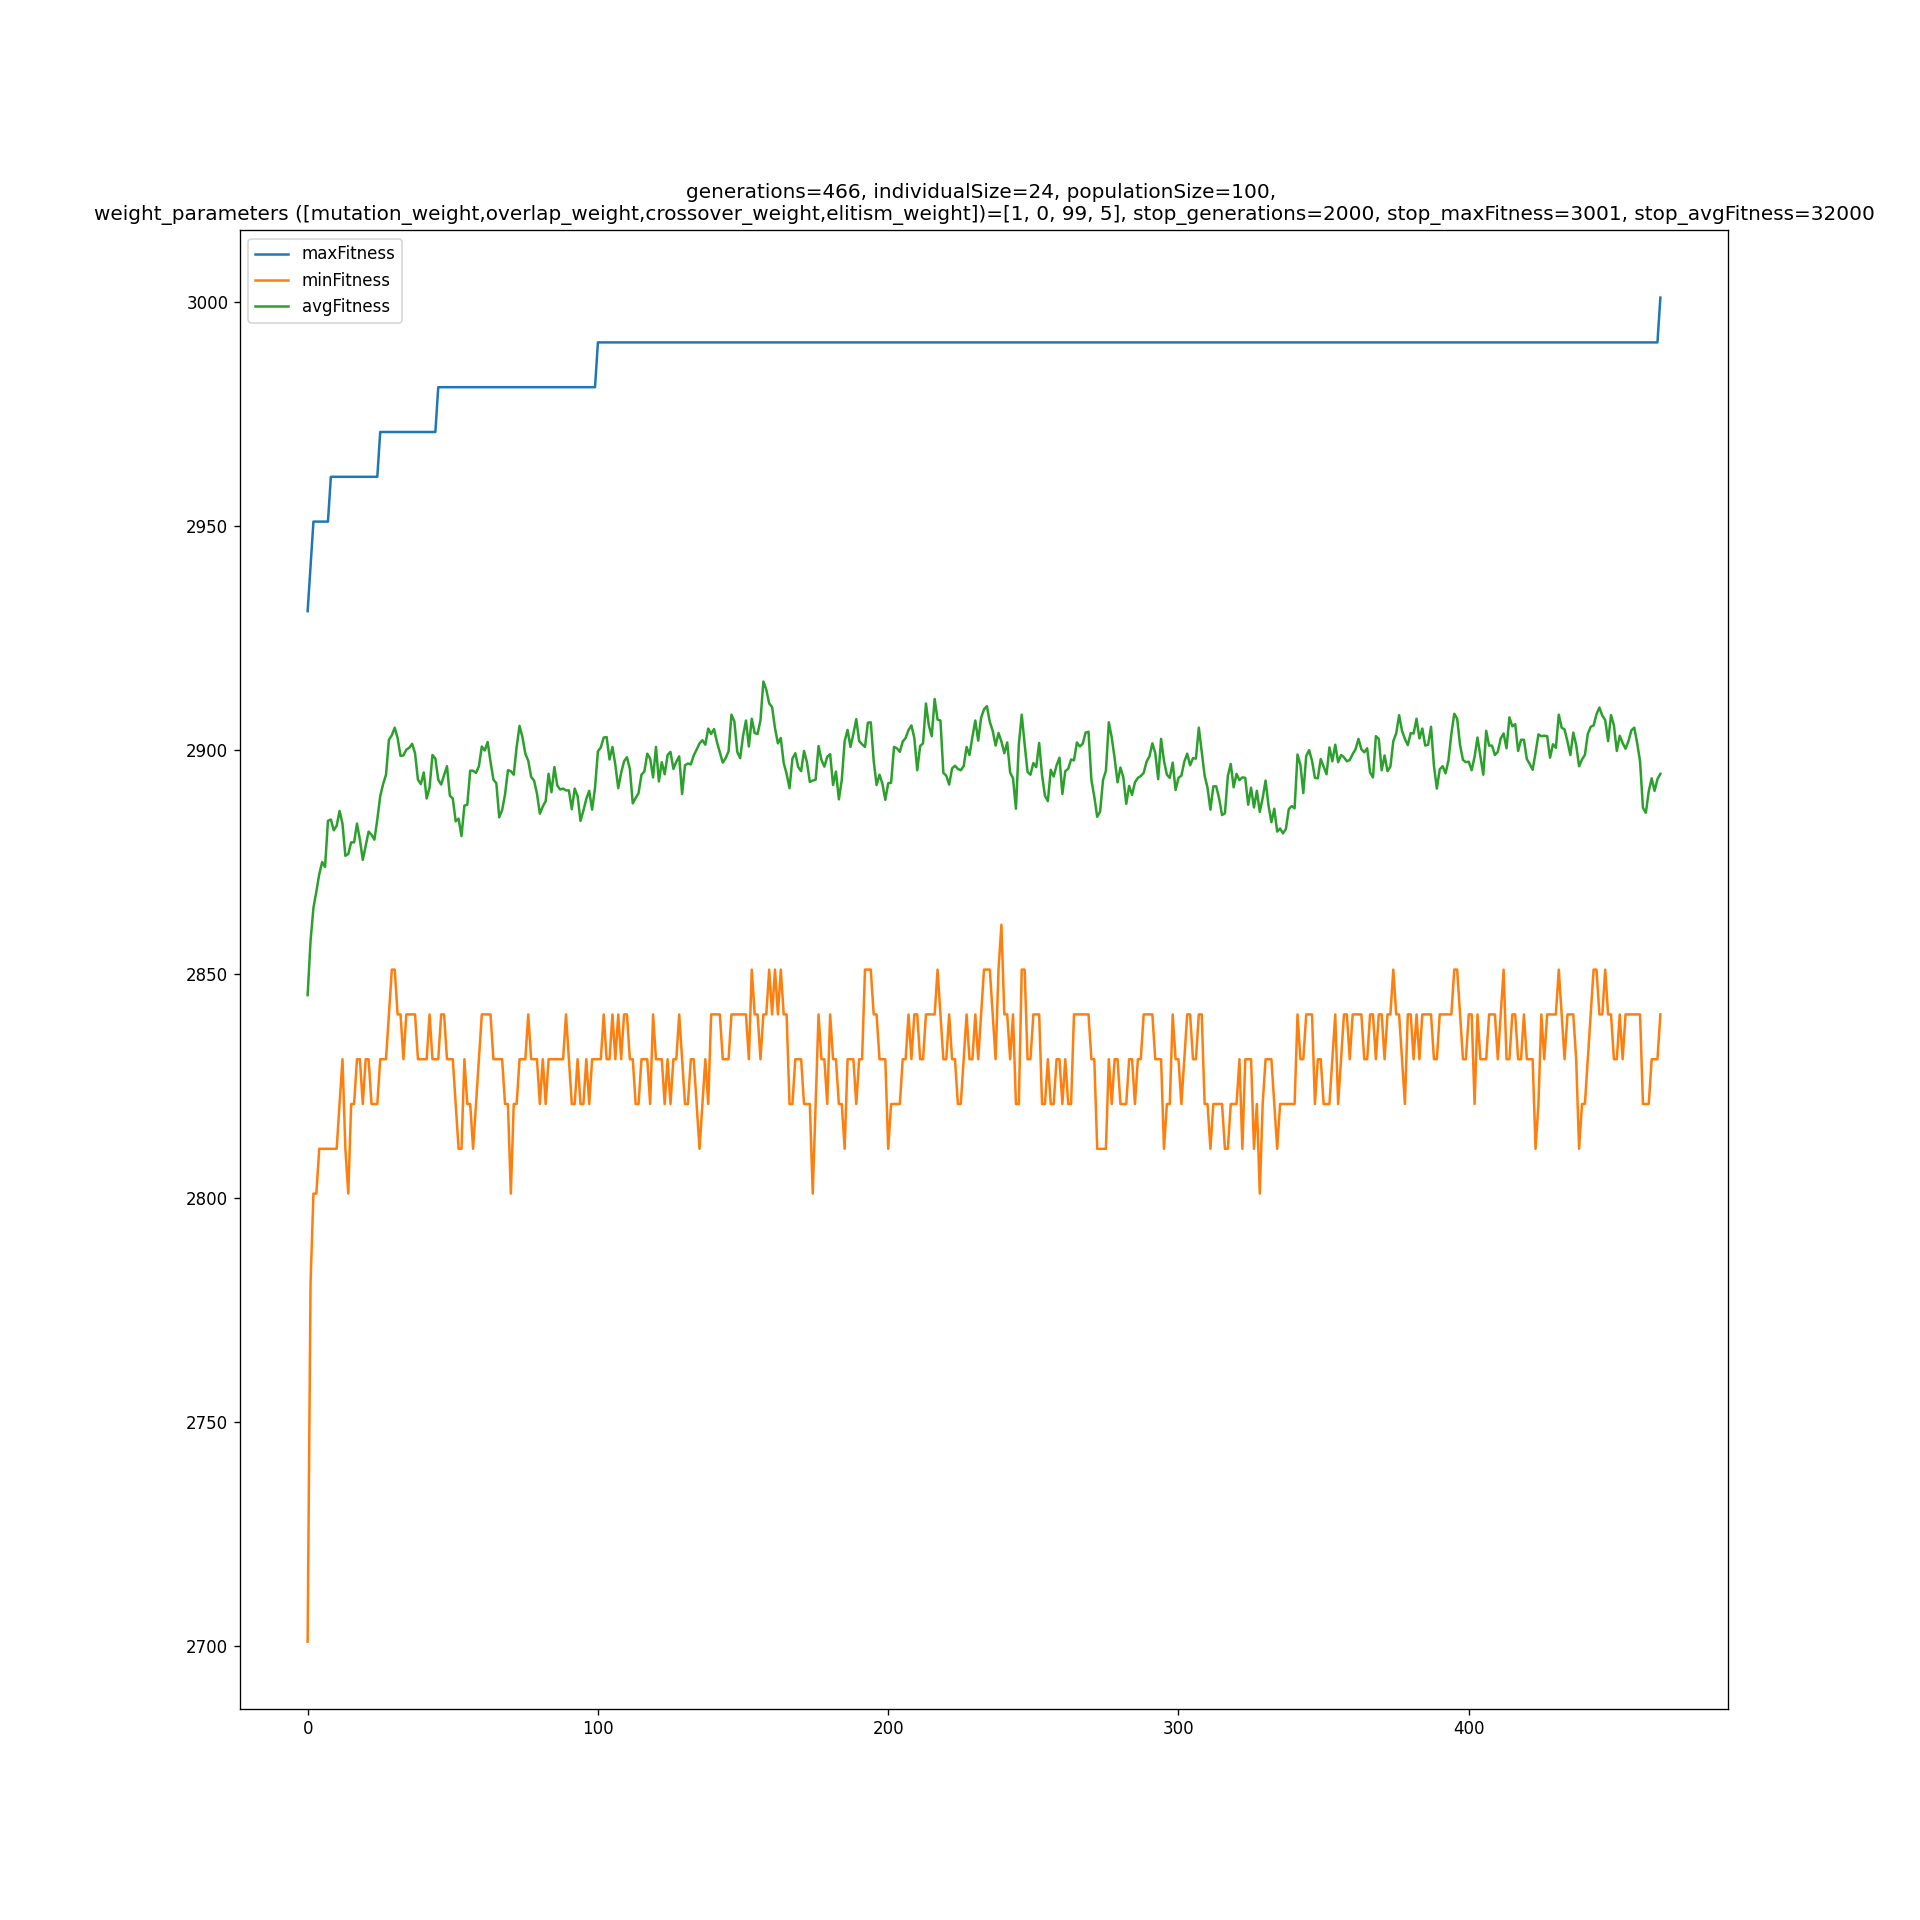 generations=466, individualSize=24, populationSize=100,
weight_parameters ([mutation_weight,overlap_weight,crossover_weight,elitism_weight])=[1, 0, 99, 5], stop_generations=2000, stop_maxFitness=3001, stop_avgFitness=32000
maxFitness
minFitness
avgFitness
3000
2950
2900
2850
2800
2750
2700
0 100 200 300 400